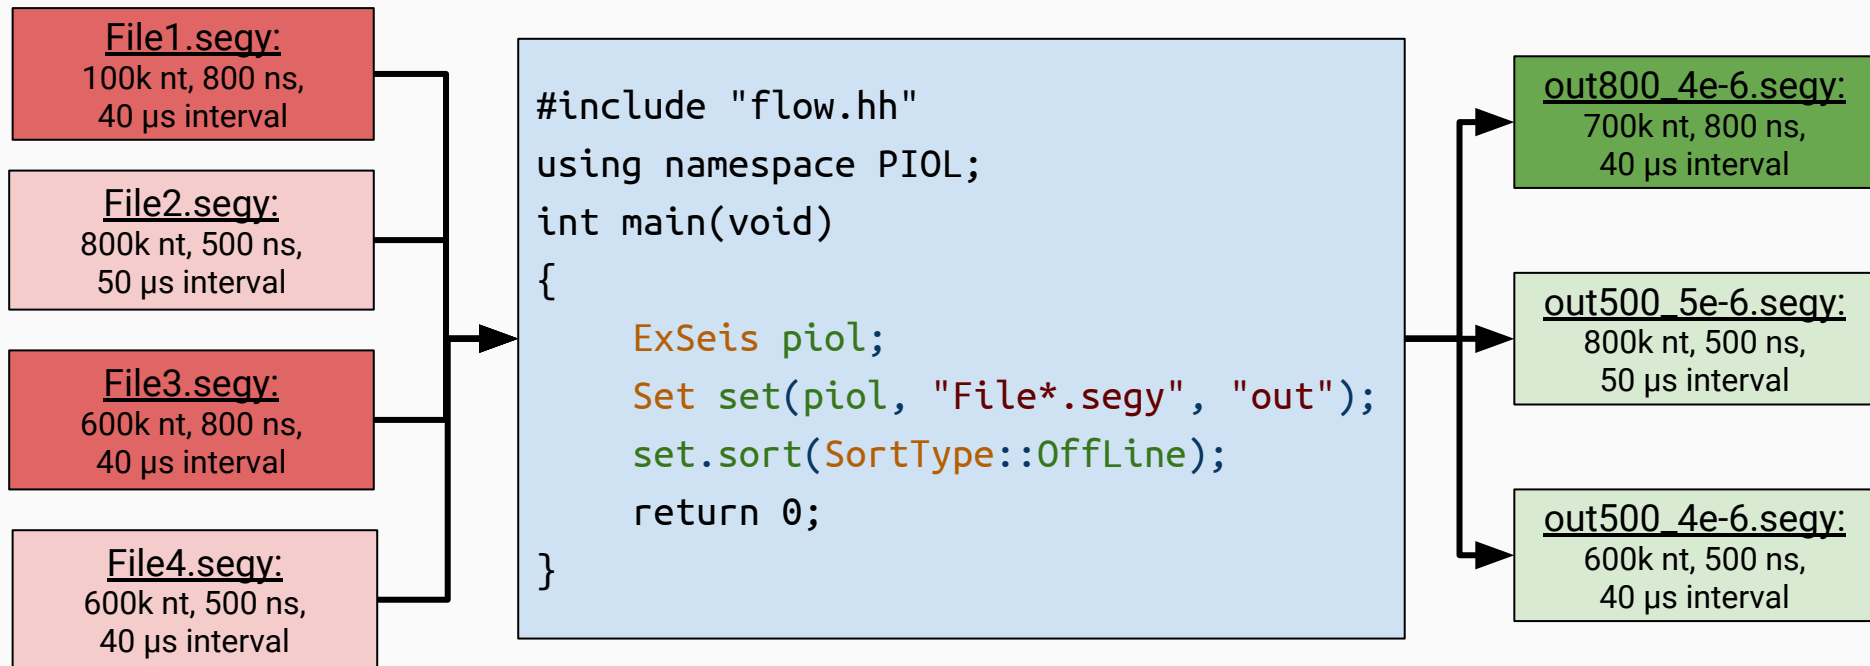 File1.segy:
100k nt, 800 ns,
40 µs interval
File2.segy:
800k nt, 500 ns,
50 µs interval
File3.segy:
600k nt, 800 ns,
40 µs interval
File4.segy:
600k nt, 500 ns,
40 µs interval
#include "flow.hh"
using namespace PIOL;
int main(void)
{
ExSeis piol;
Set set(piol, "File*.segy", "out");
set.sort(SortType::OffLine);
return 0;
}
out800_4e-6.segy:
700k nt, 800 ns,
40 µs interval
out500_5e-6.segy:
800k nt, 500 ns,
50 µs interval
out500_4e-6.segy:
600k nt, 500 ns,
40 µs interval